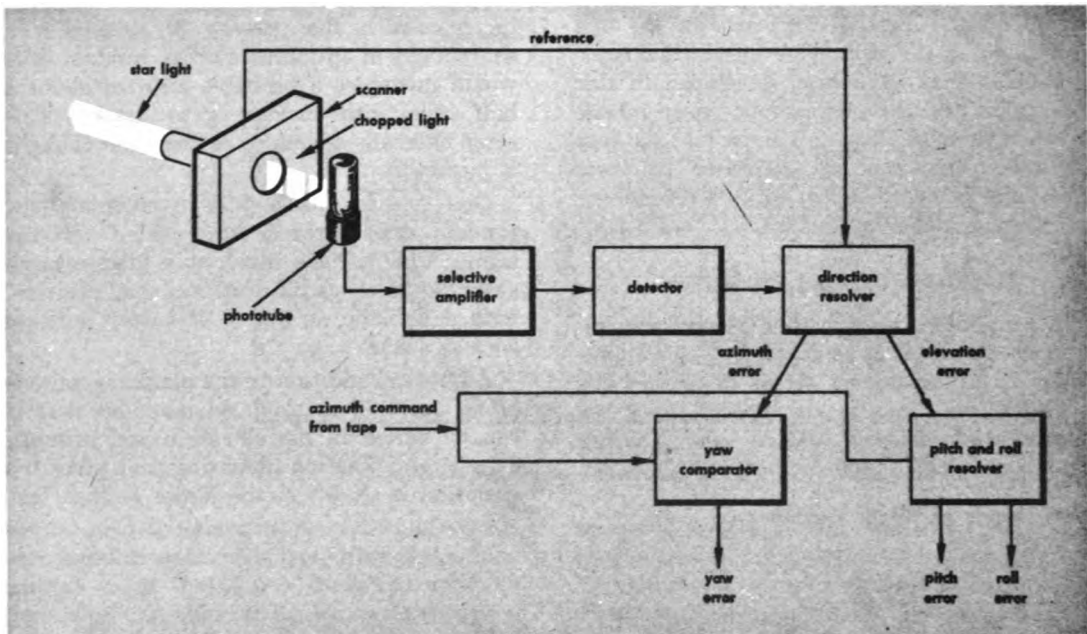 reference
star light
scanner
chopped light
phototube
selective
amplifier
detector
direction
resolver
azimuth
error
elevation
error
azimuth command
from tape
yaw
comparator
pitch and roll
resolver
yaw
error
pitch
error
roll
error